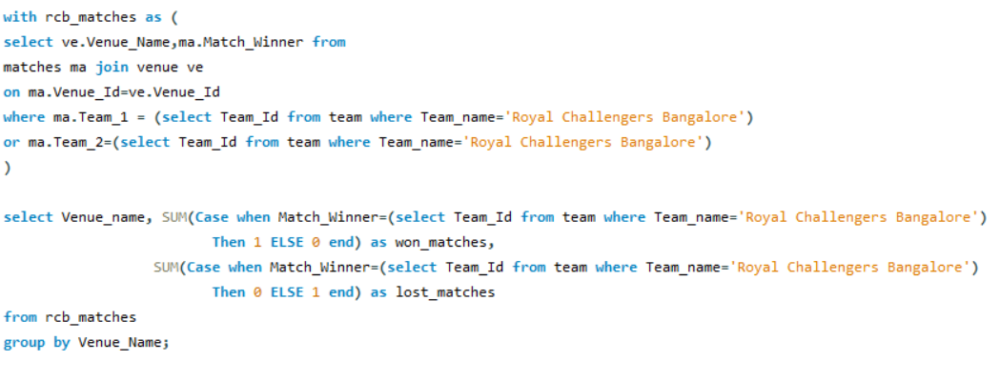 with rcb_matches as (
select ve.Venue_Name,ma.Match_Winner from
matches ma join venue ve
on ma.Venue_Id=ve.Venue_Id
where ma.Team_1 = (select Team_Id from team where Team_name='Royal Challengers Bangalore')
or ma.Team_2=(select Team_Id from team where Team_name='Royal Challengers Bangalore')
)
select Venue_name, SUM(Case when Match_Winner=(select Team_Id from team where Team_name='Royal Challengers Bangalore')
Then 1 ELSE 0 end) as won_matches,
SUM(Case when Match_Winner=(select Team_Id from team where Team_name='Royal Challengers Bangalore')
Then 0 ELSE 1 end) as lost_matches
from rcb_matches
group by Venue_Name;